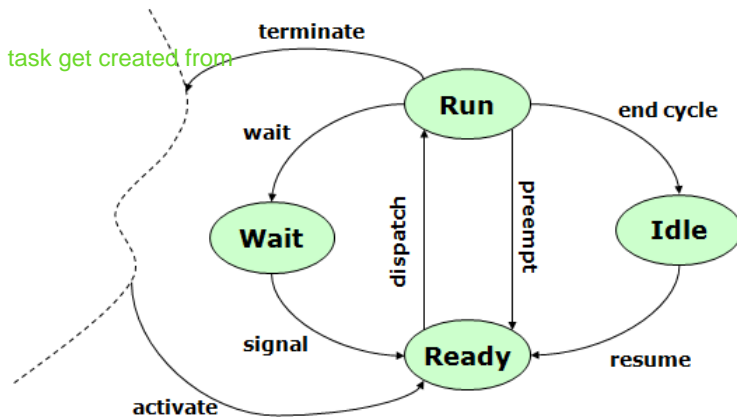 terminate
task get created from
Run
end cycle
wait
preempt
dispatch
Wait
Idle
signal
Ready
resume
activate